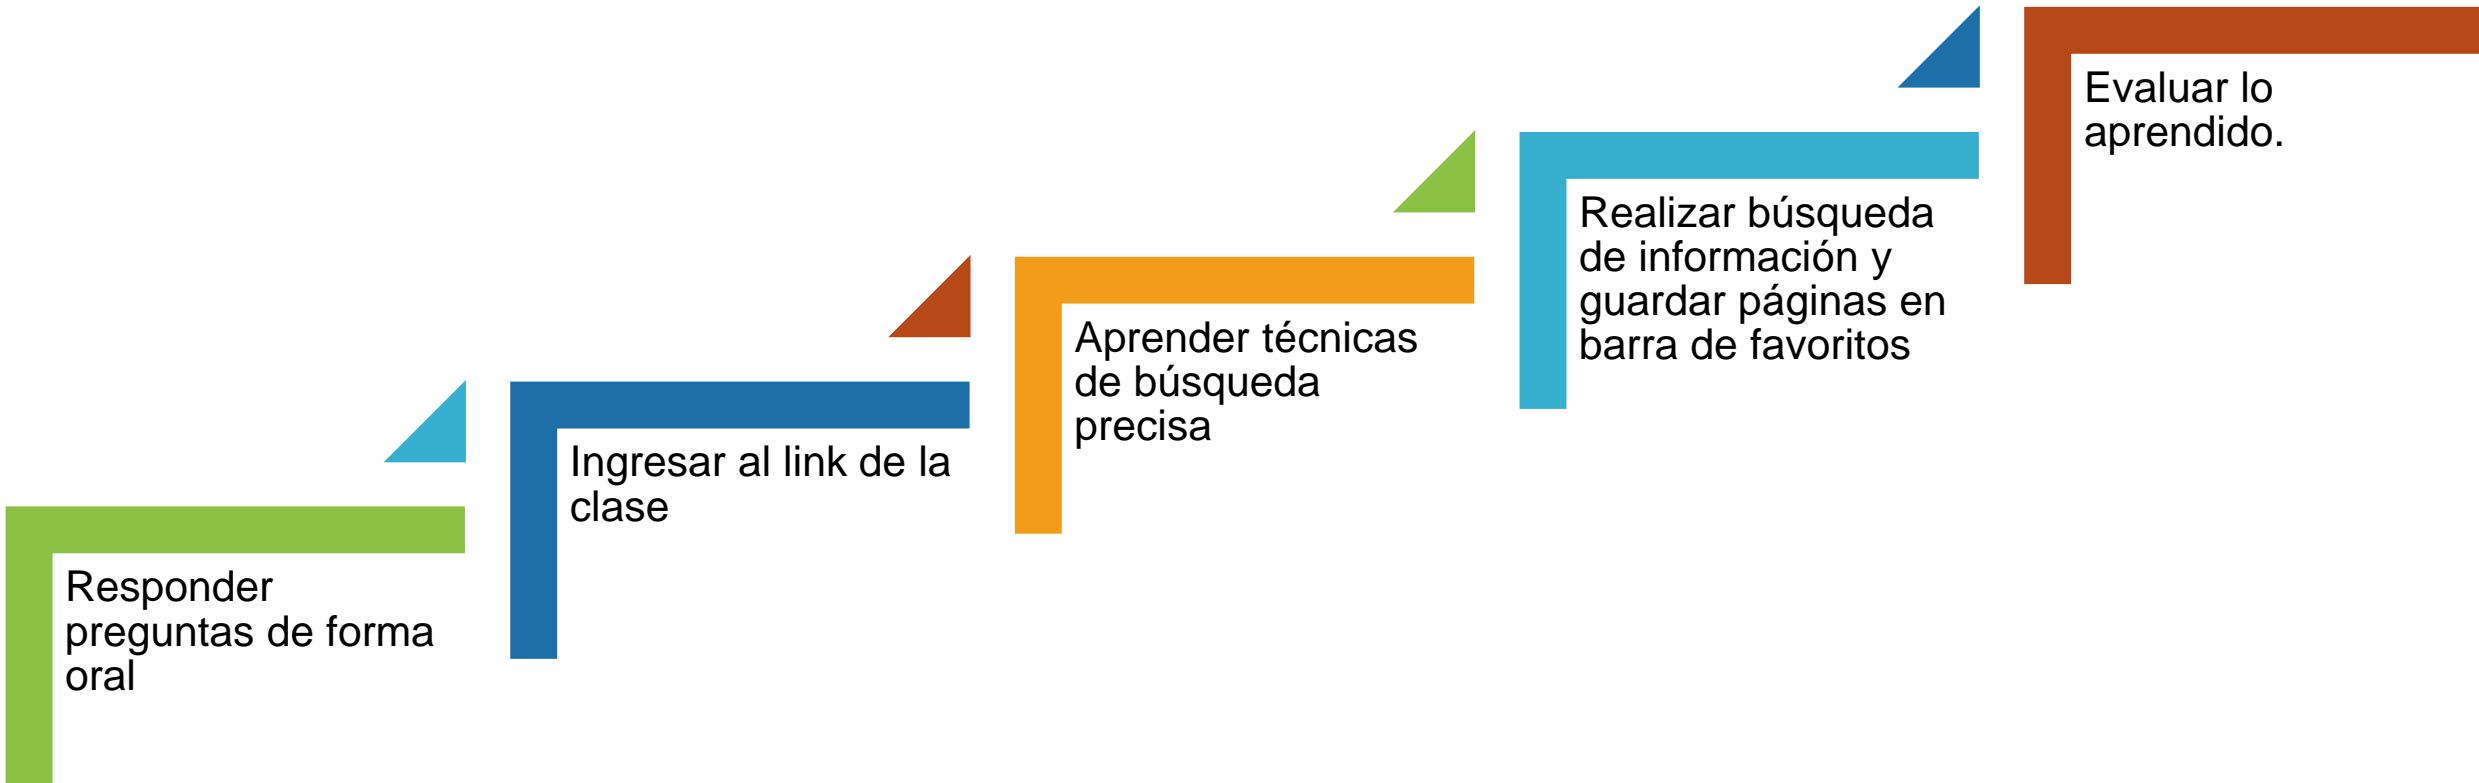 Responder
preguntas de forma
oral
Ingresar al link de la
clase
Aprender técnicas
de búsqueda
precisa
Realizar búsqueda
de información y
guardar páginas en
barra de favoritos
Evaluar lo
aprendido.